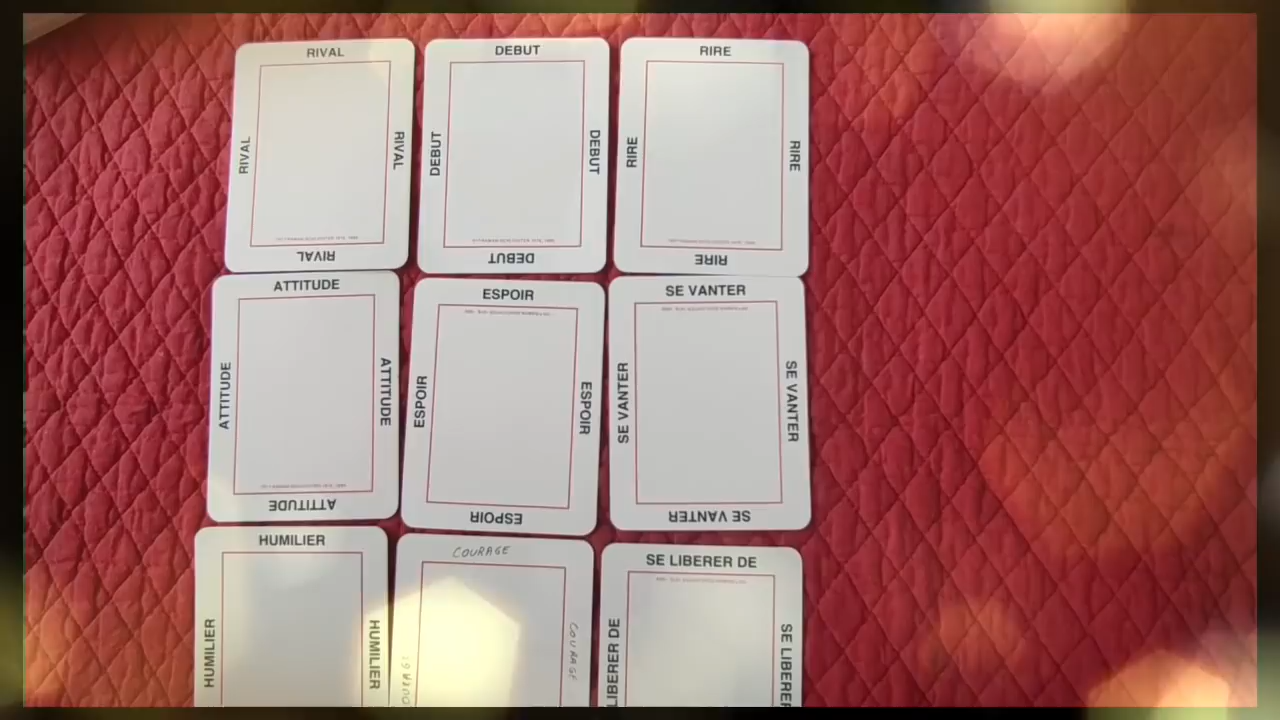 RIVAL
RIVAL
RIVAL
RIVAL
DEBUT
DEBUT
DEBUT
DEBUT
RIRE
RIRE
RIRE
RIRE
ATTITUDE
ATTITUDE
ATTITUDE
ATTITUDE
ESPOIR
ESPOIR
ESPOIR
ESPOIR
SE VANTER
SE VANTER
SE VANTER
SE VANTER
HUMILIER
HUMILIER
HUMILIER
COURAGE
COURAGE
SE LIBERER DE
LIBERER DE
SE LIBERER